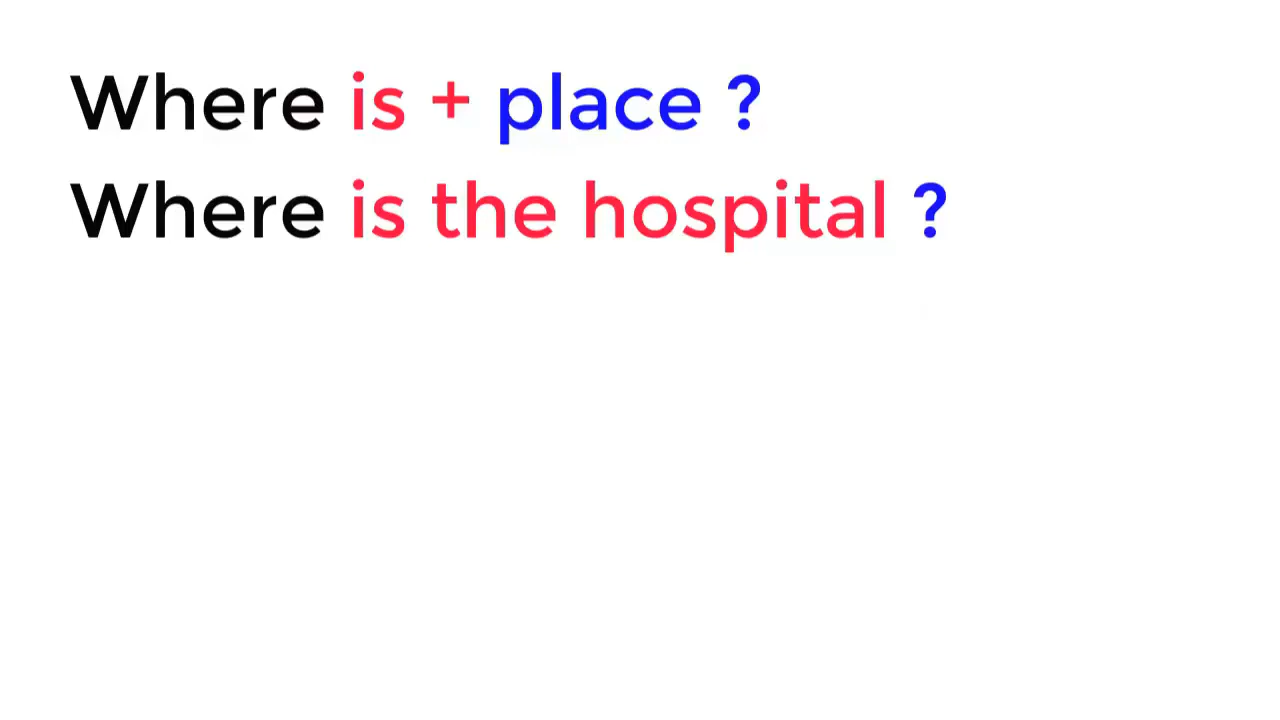 Where is + place ?
Where is the hospital ?